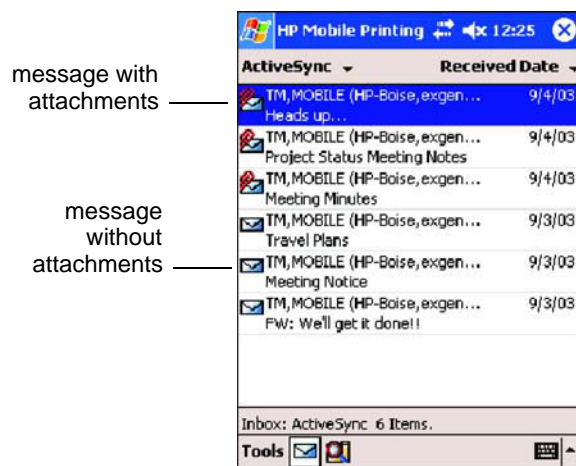 HP Mobile Printing 12:25
ActiveSync Received Date
message with
attachments
TM,MOBILE (HP-Boise,exgen... 9/4/03
Heads up...
TM,MOBILE (HP-Boise,exgen... 9/4/03
Project Status Meeting Notes
TM,MOBILE (HP-Boise,exgen... 9/4/03
Meeting Minutes
message
without
attachments
TM,MOBILE (HP-Boise,exgen... 9/3/03
Travel Plans
TM,MOBILE (HP-Boise,exgen... 9/3/03
Meeting Notice
TM,MOBILE (HP-Boise,exgen... 9/3/03
FW: We'll get it done!!
Inbox: ActiveSync 6 Items.
Tools